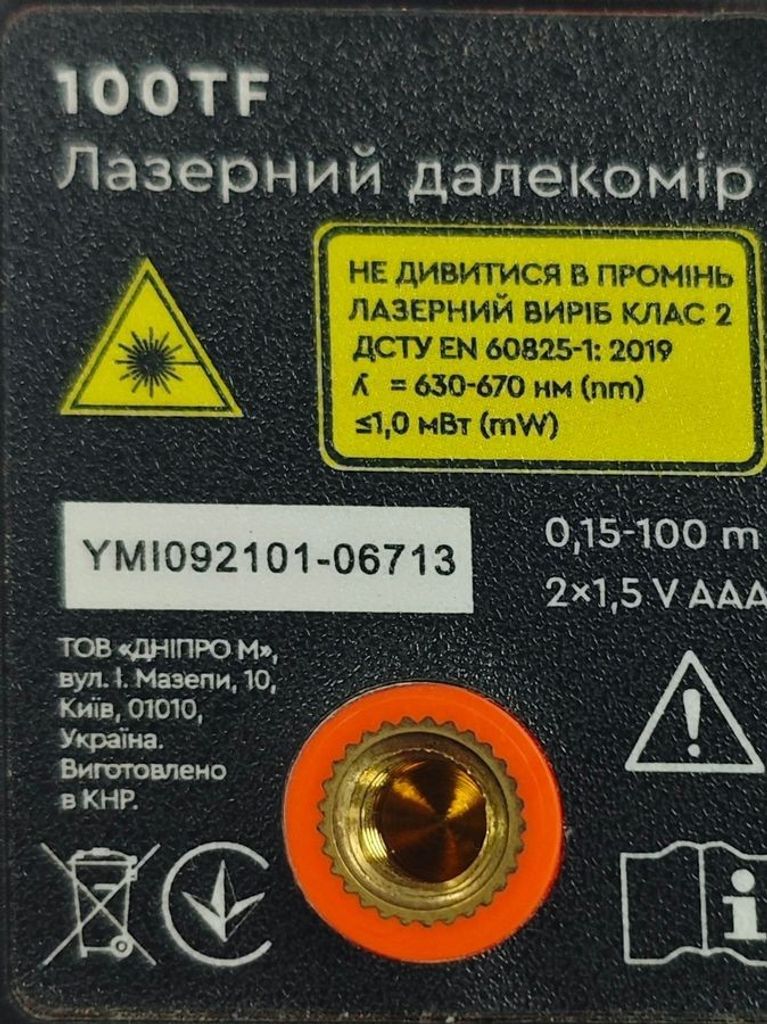 100TF
Лазерний далекомір
НЕ ДИВИТИСЯ В ПРОМІНЬ
ЛАЗЕРНИЙ ВИРІБ КЛАС 2
ДСТУ EN 60825-1: 2019
λ = 630-670 нм (nm)
≤1,0 мВт (mW)
YMI092101-06713
0,15-100 m
2×1,5 V AAA
ТОВ «ДНІПРО М»,
вул. І. Мазепи, 10,
Київ, 01010,
Україна.
Виготовлено
в КНР.